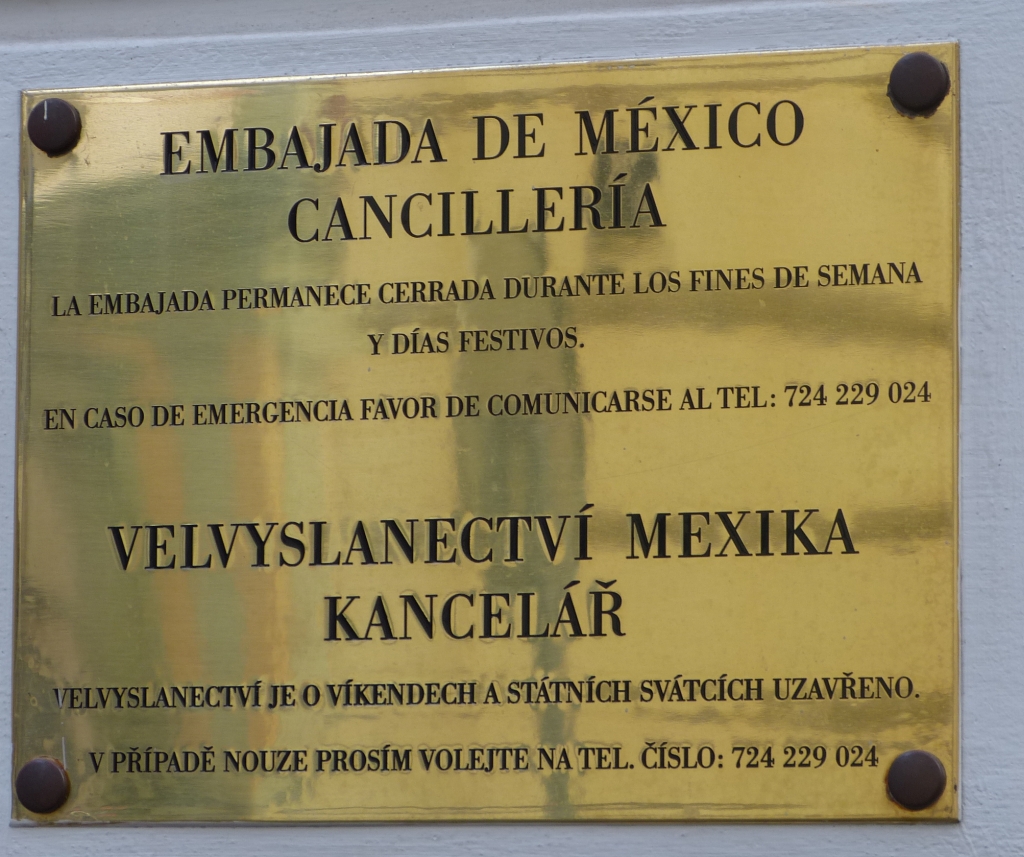 EMBAJADA DE MÉXICO
CANCILLERÍA
LA EMBAJADA PERMANECE CERRADA DURANTE LOS FINES DE SEMANA
Y DÍAS FESTIVOS.
EN CASO DE EMERGENCIA FAVOR DE COMUNICARSE AL TEL: 724 229 024
VELVYSLANECTVÍ MEXIKA
KANCELÁŘ
VELVYSLANECTVÍ JE O VÍKENDECH A STÁTNÍCH SVÁTCÍCH UZAVŘENO.
V PŘÍPADĚ NOUZE PROSÍM VOLEJTE NA TEL. ČÍSLO: 724 229 024